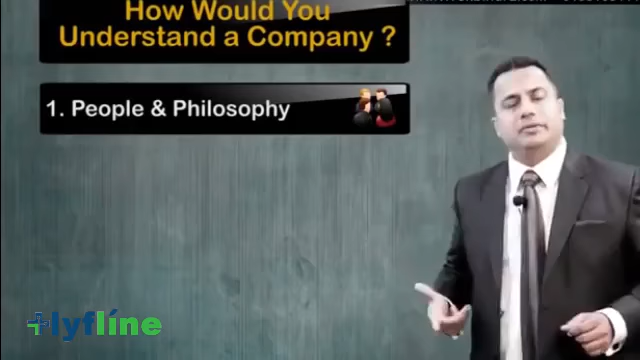 How Would You
Understand a Company ?
1. People & Philosophy
lyfline